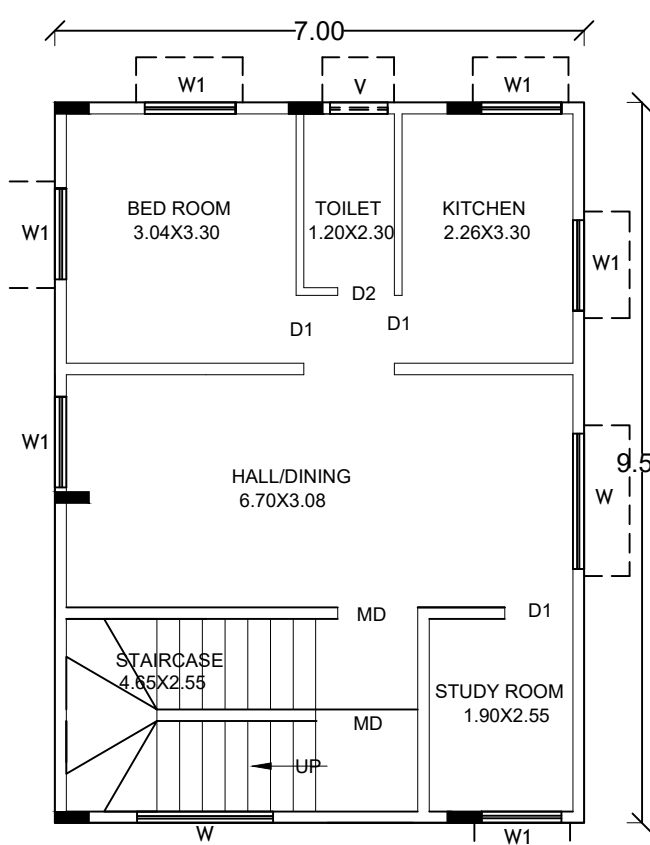 7.00
W1
V
W1
BED ROOM
3.04X3.30
TOILET
1.20X2.30
KITCHEN
2.26X3.30
W1
W1
D2
D1
D1
W1
HALL/DINING
6.70X3.08
9.5
W
MD
D1
STAIRCASE
4.65X2.55
STUDY ROOM
1.90X2.55
MD
UP
W
W1